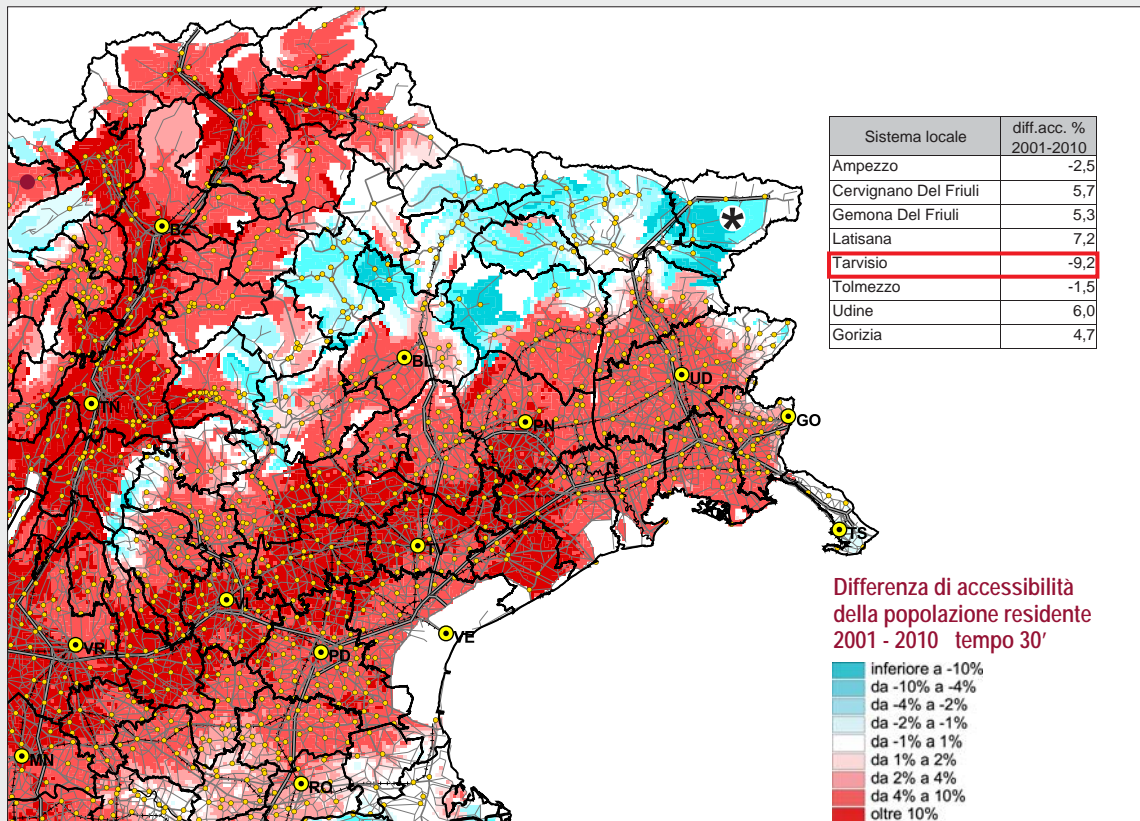 Sistema locale diff.acc. % 2001-2010
Ampezzo -2,5
Cervignano Del Friuli 5,7
Gemona Del Friuli 5,3
Latisana 7,2
Tarvisio -9,2
Tolmezzo -1,5
Udine 6,0
Gorizia 4,7
*
BZ
BL
UD
TN
PN
GO
TS
T
VI
VE
VR
PD
MN
RO
Differenza di accessibilità
della popolazione residente
2001 - 2010 tempo 30'
inferiore a -10%
da -10% a -4%
da -4% a -2%
da -2% a -1%
da -1% a 1%
da 1% a 2%
da 2% a 4%
da 4% a 10%
oltre 10%